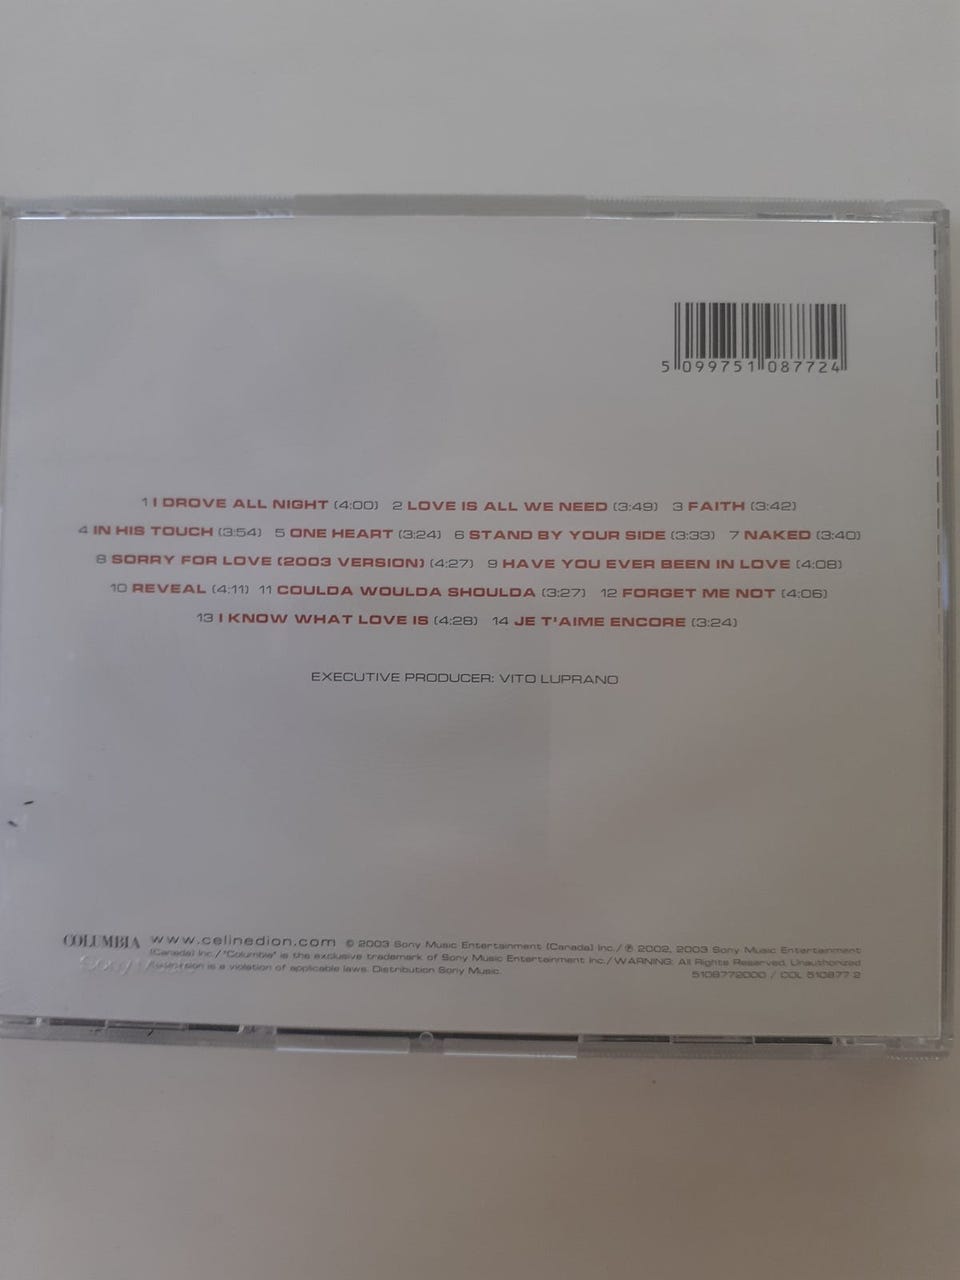 5 099751 087724
1 I DROVE ALL NIGHT (4:00) 2 LOVE IS ALL WE NEED (3:49) 3 FAITH (3:42)
4 IN HIS TOUCH (3:54) 5 ONE HEART (3:24) 6 STAND BY YOUR SIDE (3:33) 7 NAKED (3:40)
8 SORRY FOR LOVE (2003 VERSION) (4:27) 9 HAVE YOU EVER BEEN IN LOVE (4:08)
10 REVEAL (4:11) 11 COULDA WOULDA SHOULDA (3:27) 12 FORGET ME NOT (4:06)
13 I KNOW WHAT LOVE IS (4:28) 14 JE T'AIME ENCORE (3:24)
EXECUTIVE PRODUCER: VITO LUPRANO
COLUMBIA www.celinedion.com © 2003 Sony Music Entertainment (Canada) Inc./ ℗ 2002, 2003 Sony Music Entertainment
(Canada) Inc./"Columbia" is the exclusive trademark of Sony Music Entertainment Inc./WARNING: All Rights Reserved. Unauthorized
Sony is a violation of applicable laws. Distribution Sony Music.
5108772000 / COL 510877 2